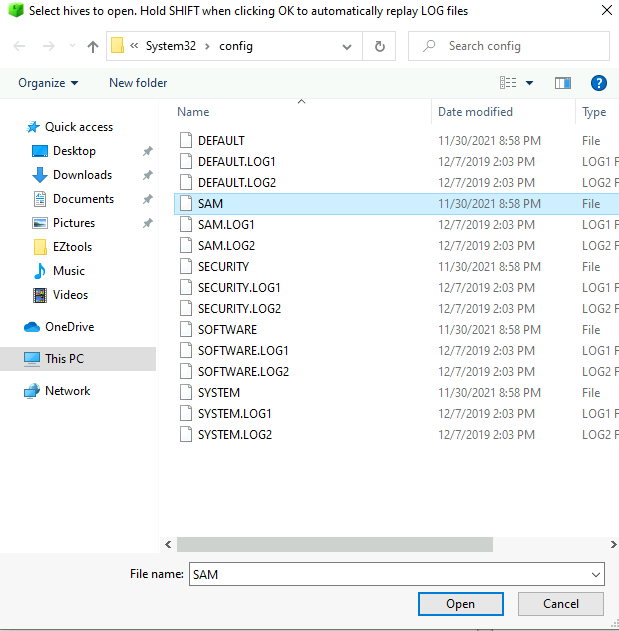 Select hives to open. Hold SHIFT when clicking OK to automatically replay LOG files
« System32 › config
Search config
Organize
New folder
Name
Date modified
Type
Quick access
Desktop
Downloads
Documents
Pictures
EZtools
Music
Videos
OneDrive
This PC
Network
DEFAULT 11/30/2021 8:58 PM File
DEFAULT.LOG1 12/7/2019 2:03 PM LOG1 F
DEFAULT.LOG2 12/7/2019 2:03 PM LOG2 F
SAM 11/30/2021 8:58 PM File
SAM.LOG1 12/7/2019 2:03 PM LOG1 F
SAM.LOG2 12/7/2019 2:03 PM LOG2 F
SECURITY 11/30/2021 8:58 PM File
SECURITY.LOG1 12/7/2019 2:03 PM LOG1 F
SECURITY.LOG2 12/7/2019 2:03 PM LOG2 F
SOFTWARE 11/30/2021 8:58 PM File
SOFTWARE.LOG1 12/7/2019 2:03 PM LOG1 F
SOFTWARE.LOG2 12/7/2019 2:03 PM LOG2 F
SYSTEM 11/30/2021 8:58 PM File
SYSTEM.LOG1 12/7/2019 2:03 PM LOG1 F
SYSTEM.LOG2 12/7/2019 2:03 PM LOG2 F
File name: SAM
Open
Cancel